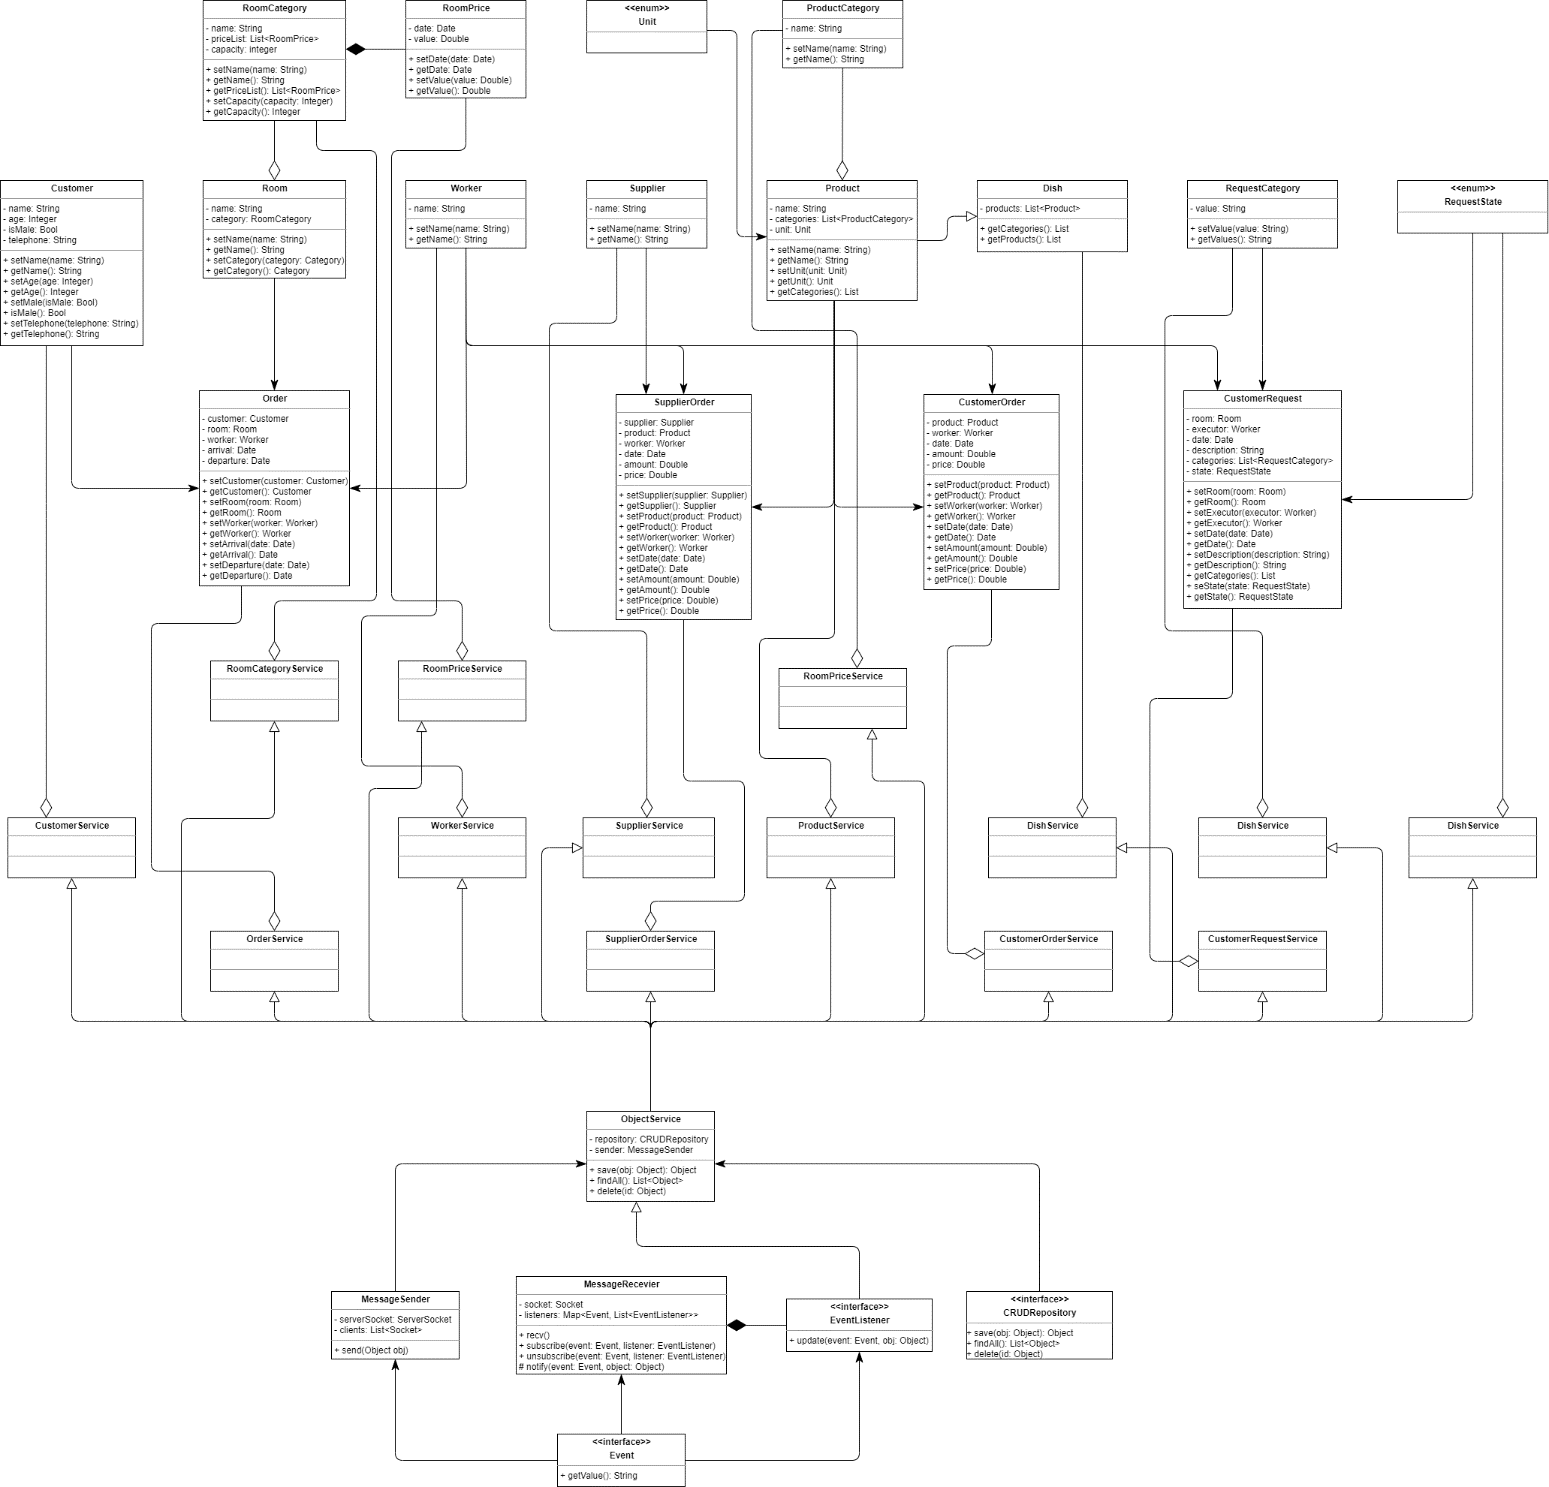 RoomCategory
- name: String
- priceList: List<RoomPrice>
- capacity: integer
+ setName(name: String)
+ getName(): String
+ getPriceList(): List<RoomPrice>
+ setCapacity(capacity: Integer)
+ getCapacity(): Integer
RoomPrice
- date: Date
- value: Double
+ setDate(date: Date)
+ getDate: Date
+ setValue(value: Double)
+ getValue(): Double
<<enum>>
Unit
ProductCategory
- name: String
+ setName(name: String)
+ getName(): String
Customer
- name: String
- age: Integer
- isMale: Bool
- telephone: String
+ setName(name: String)
+ getName(): String
+ setAge(age: Integer)
+ getAge(): Integer
+ setMale(isMale: Bool)
+ isMale(): Bool
+ setTelephone(telephone: String)
+ getTelephone(): String
Room
- name: String
- category: RoomCategory
+ setName(name: String)
+ getName(): String
+ setCategory(category: Category)
+ getCategory(): Category
Worker
- name: String
+ setName(name: String)
+ getName(): String
Supplier
- name: String
+ setName(name: String)
+ getName(): String
Product
- name: String
- categories: List<ProductCategory>
- unit: Unit
+ setName(name: String)
+ getName(): String
+ setUnit(unit: Unit)
+ getUnit(): Unit
+ getCategories(): List
Dish
- products: List<Product>
+ getCategories(): List
+ getProducts(): List
RequestCategory
- value: String
+ setValue(value: String)
+ getValues(): String
<<enum>>
RequestState
Order
- customer: Customer
- room: Room
- worker: Worker
- arrival: Date
- departure: Date
+ setCustomer(customer: Customer)
+ getCustomer(): Customer
+ setRoom(room: Room)
+ getRoom(): Room
+ setWorker(worker: Worker)
+ getWorker(): Worker
+ setArrival(date: Date)
+ getArrival(): Date
+ setDeparture(date: Date)
+ getDeparture(): Date
SupplierOrder
- supplier: Supplier
- product: Product
- worker: Worker
- date: Date
- amount: Double
- price: Double
+ setSupplier(supplier: Supplier)
+ getSupplier(): Supplier
+ setProduct(product: Product)
+ getProduct(): Product
+ setWorker(worker: Worker)
+ getWorker(): Worker
+ setDate(date: Date)
+ getDate(): Date
+ setAmount(amount: Double)
+ getAmount(): Double
+ setPrice(price: Double)
+ getPrice(): Double
CustomerOrder
- product: Product
- worker: Worker
- date: Date
- amount: Double
- price: Double
+ setProduct(product: Product)
+ getProduct(): Product
+ setWorker(worker: Worker)
+ getWorker(): Worker
+ setDate(date: Date)
+ getDate(): Date
+ setAmount(amount: Double)
+ getAmount(): Double
+ setPrice(price: Double)
+ getPrice(): Double
CustomerRequest
- room: Room
- executor: Worker
- date: Date
- description: String
- categories: List<RequestCategory>
- state: RequestState
+ setRoom(room: Room)
+ getRoom(): Room
+ setExecutor(executor: Worker)
+ getExecutor(): Worker
+ setDate(date: Date)
+ getDate(): Date
+ setDescription(description: String)
+ getDescription(): String
+ getCategories(): List
+ seState(state: RequestState)
+ getState(): RequestState
RoomCategoryService
RoomPriceService
RoomPriceService
CustomerService
WorkerService
SupplierService
ProductService
DishService
DishService
DishService
OrderService
SupplierOrderService
CustomerOrderService
CustomerRequestService
ObjectService
- repository: CRUDRepository
- sender: MessageSender
+ save(obj: Object): Object
+ findAll(): List<Object>
+ delete(id: Object)
MessageSender
- serverSocket: ServerSocket
- clients: List<Socket>
+ send(Object obj)
MessageRecevier
- socket: Socket
- listeners: Map<Event, List<EventListener>>
+ recv()
+ subscribe(event: Event, listener: EventListener)
+ unsubscribe(event: Event, listener: EventListener)
# notify(event: Event, object: Object)
<<interface>>
EventListener
+ update(event: Event, obj: Object)
<<interface>>
CRUDRepository
+ save(obj: Object): Object
+ findAll(): List<Object>
+ delete(id: Object)
<<interface>>
Event
+ getValue(): String